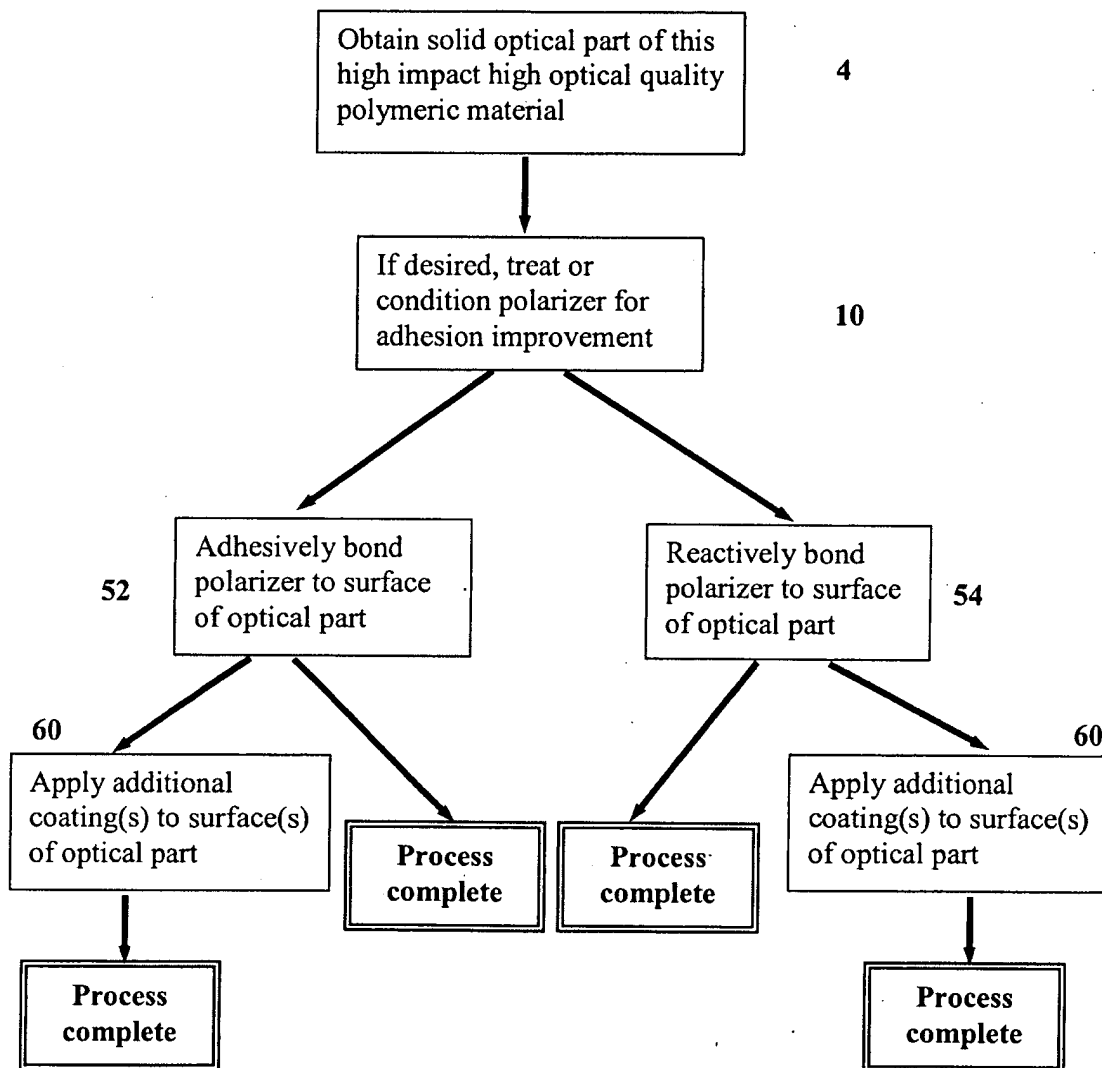 Obtain solid optical part of this
high impact high optical quality
polymeric material
4
If desired, treat or
condition polarizer for
adhesion improvement
10
52
Adhesively bond
polarizer to surface
of optical part
Reactively bond
polarizer to surface
of optical part
54
60
Apply additional
coating(s) to surface(s)
of optical part
Process
complete
Process
complete
60
Apply additional
coating(s) to surface(s)
of optical part
Process
complete
Process
complete